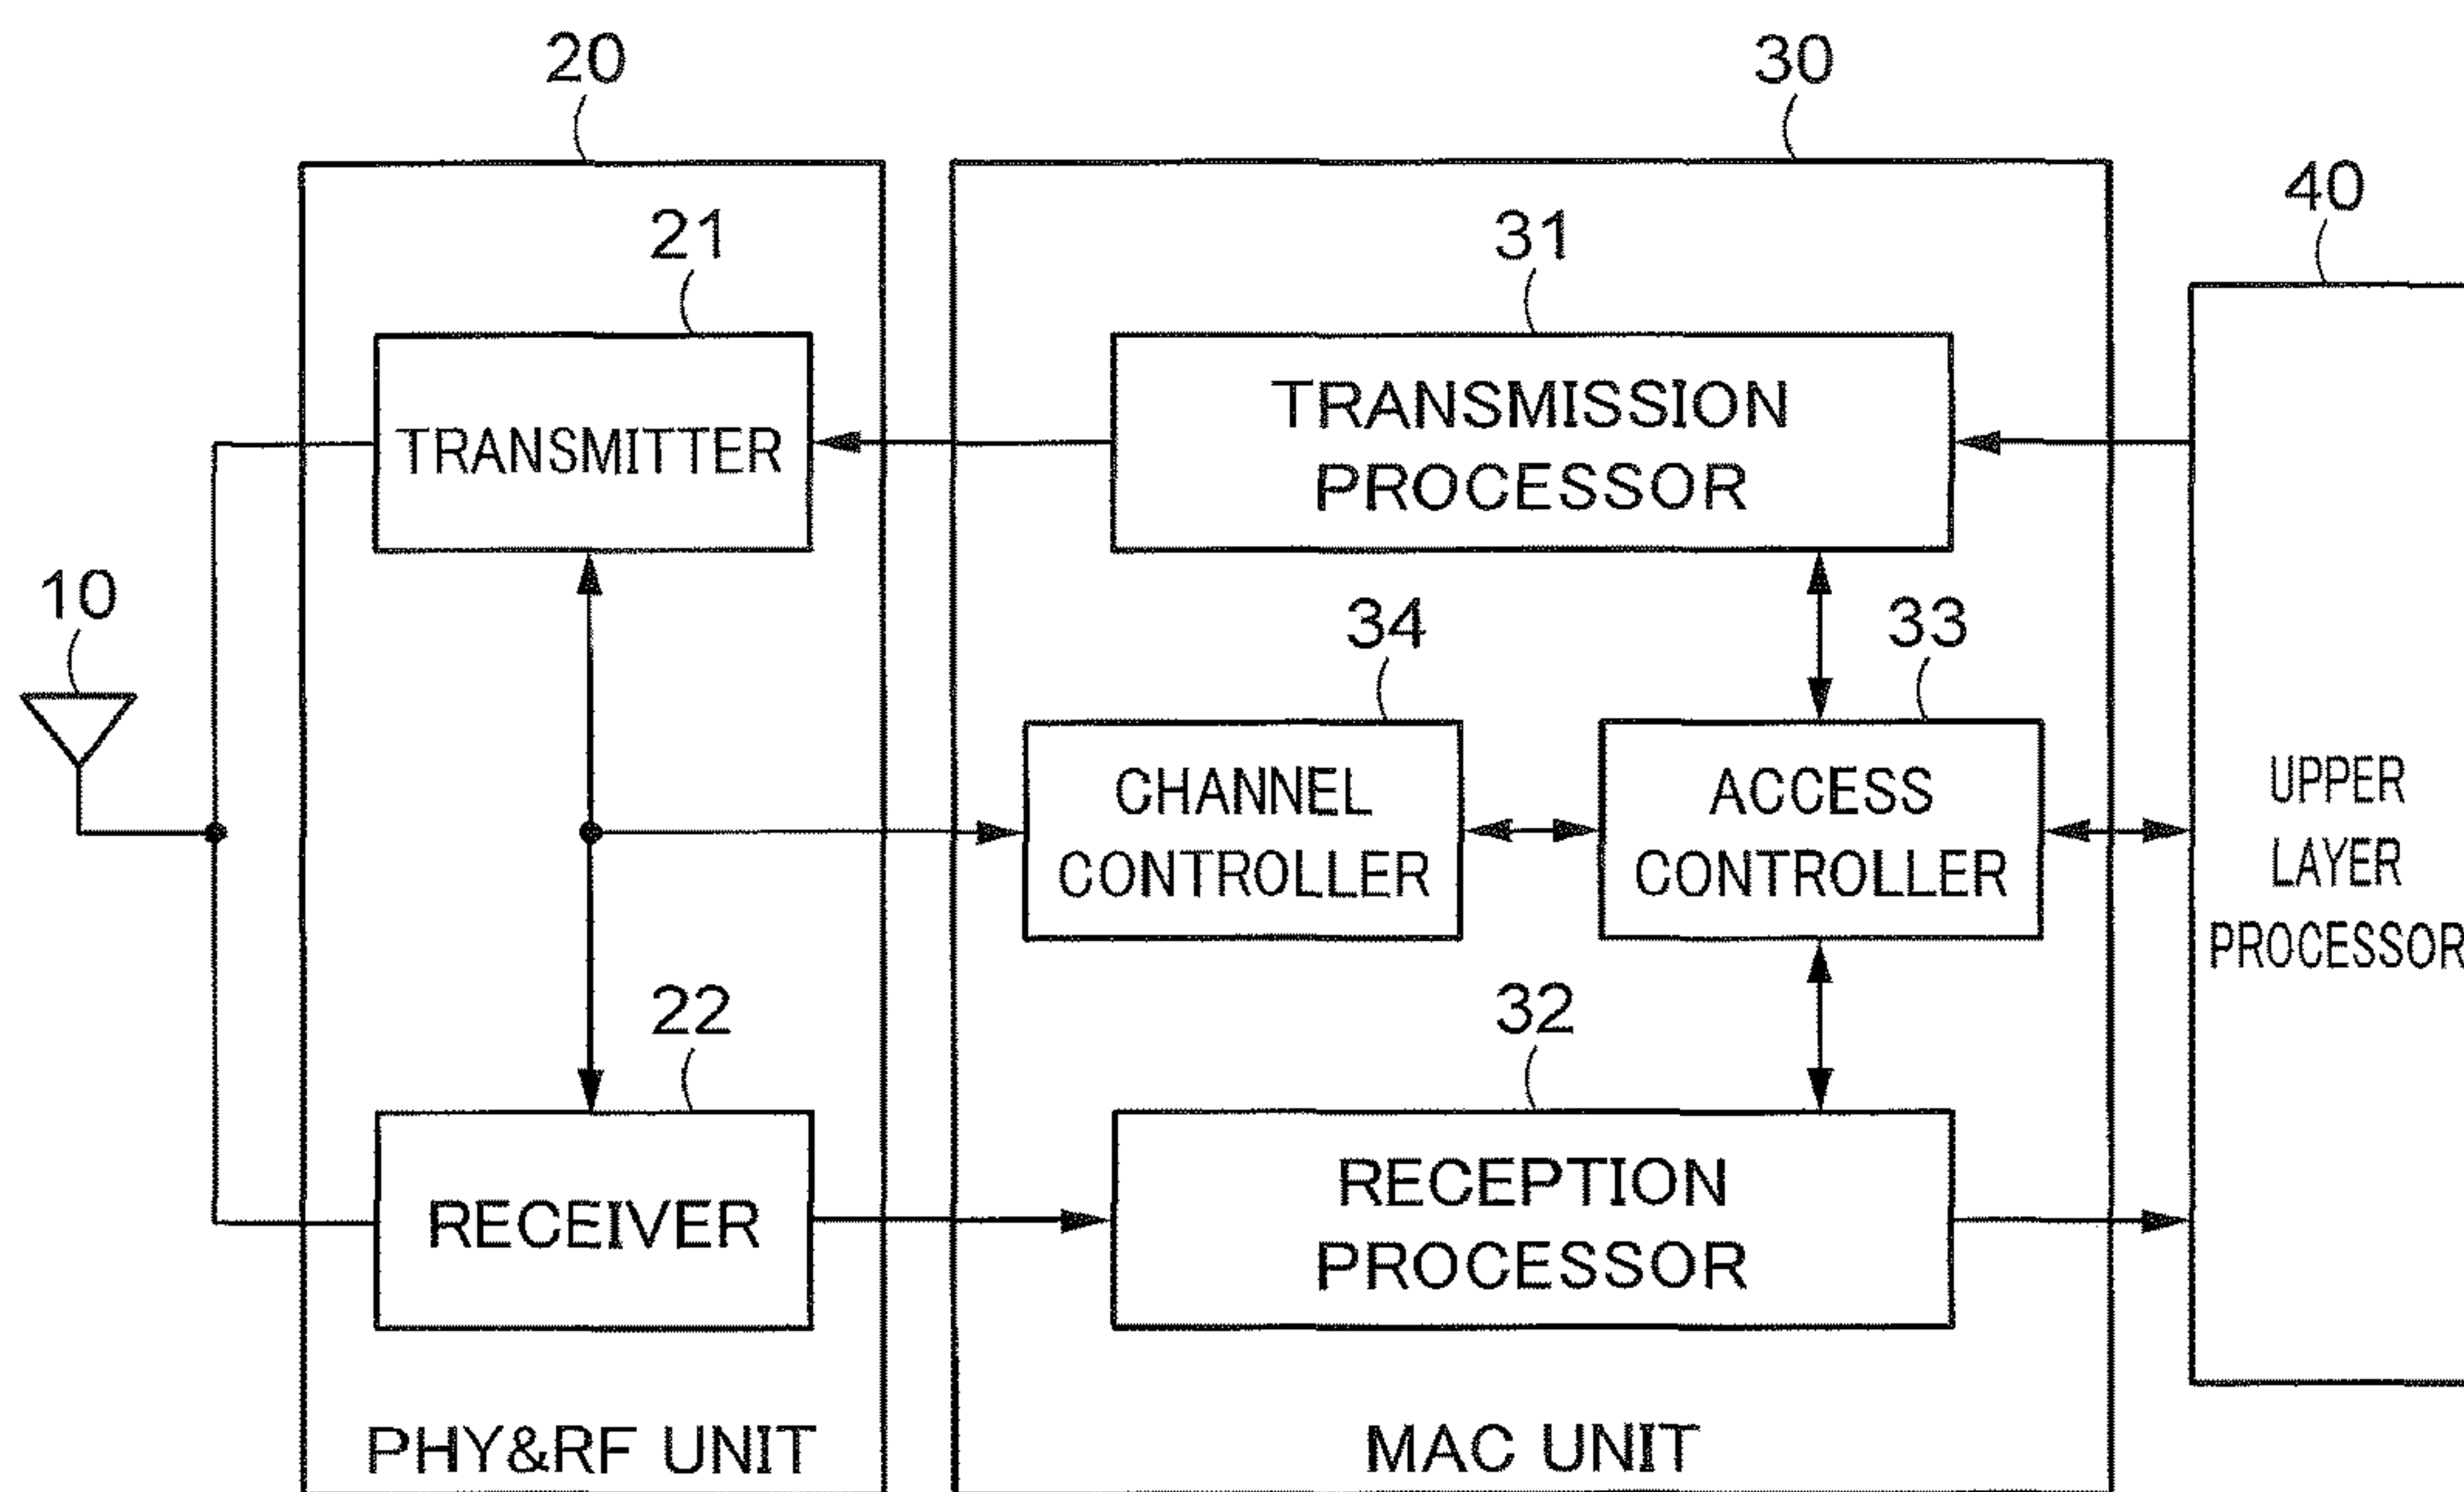 20
30
40
21
31
TRANSMITTER
TRANSMISSION
PROCESSOR
10
34
33
CHANNEL
CONTROLLER
ACCESS
CONTROLLER
UPPER
LAYER
PROCESSOR
22
32
RECEIVER
RECEPTION
PROCESSOR
PHY&RF UNIT
MAC UNIT